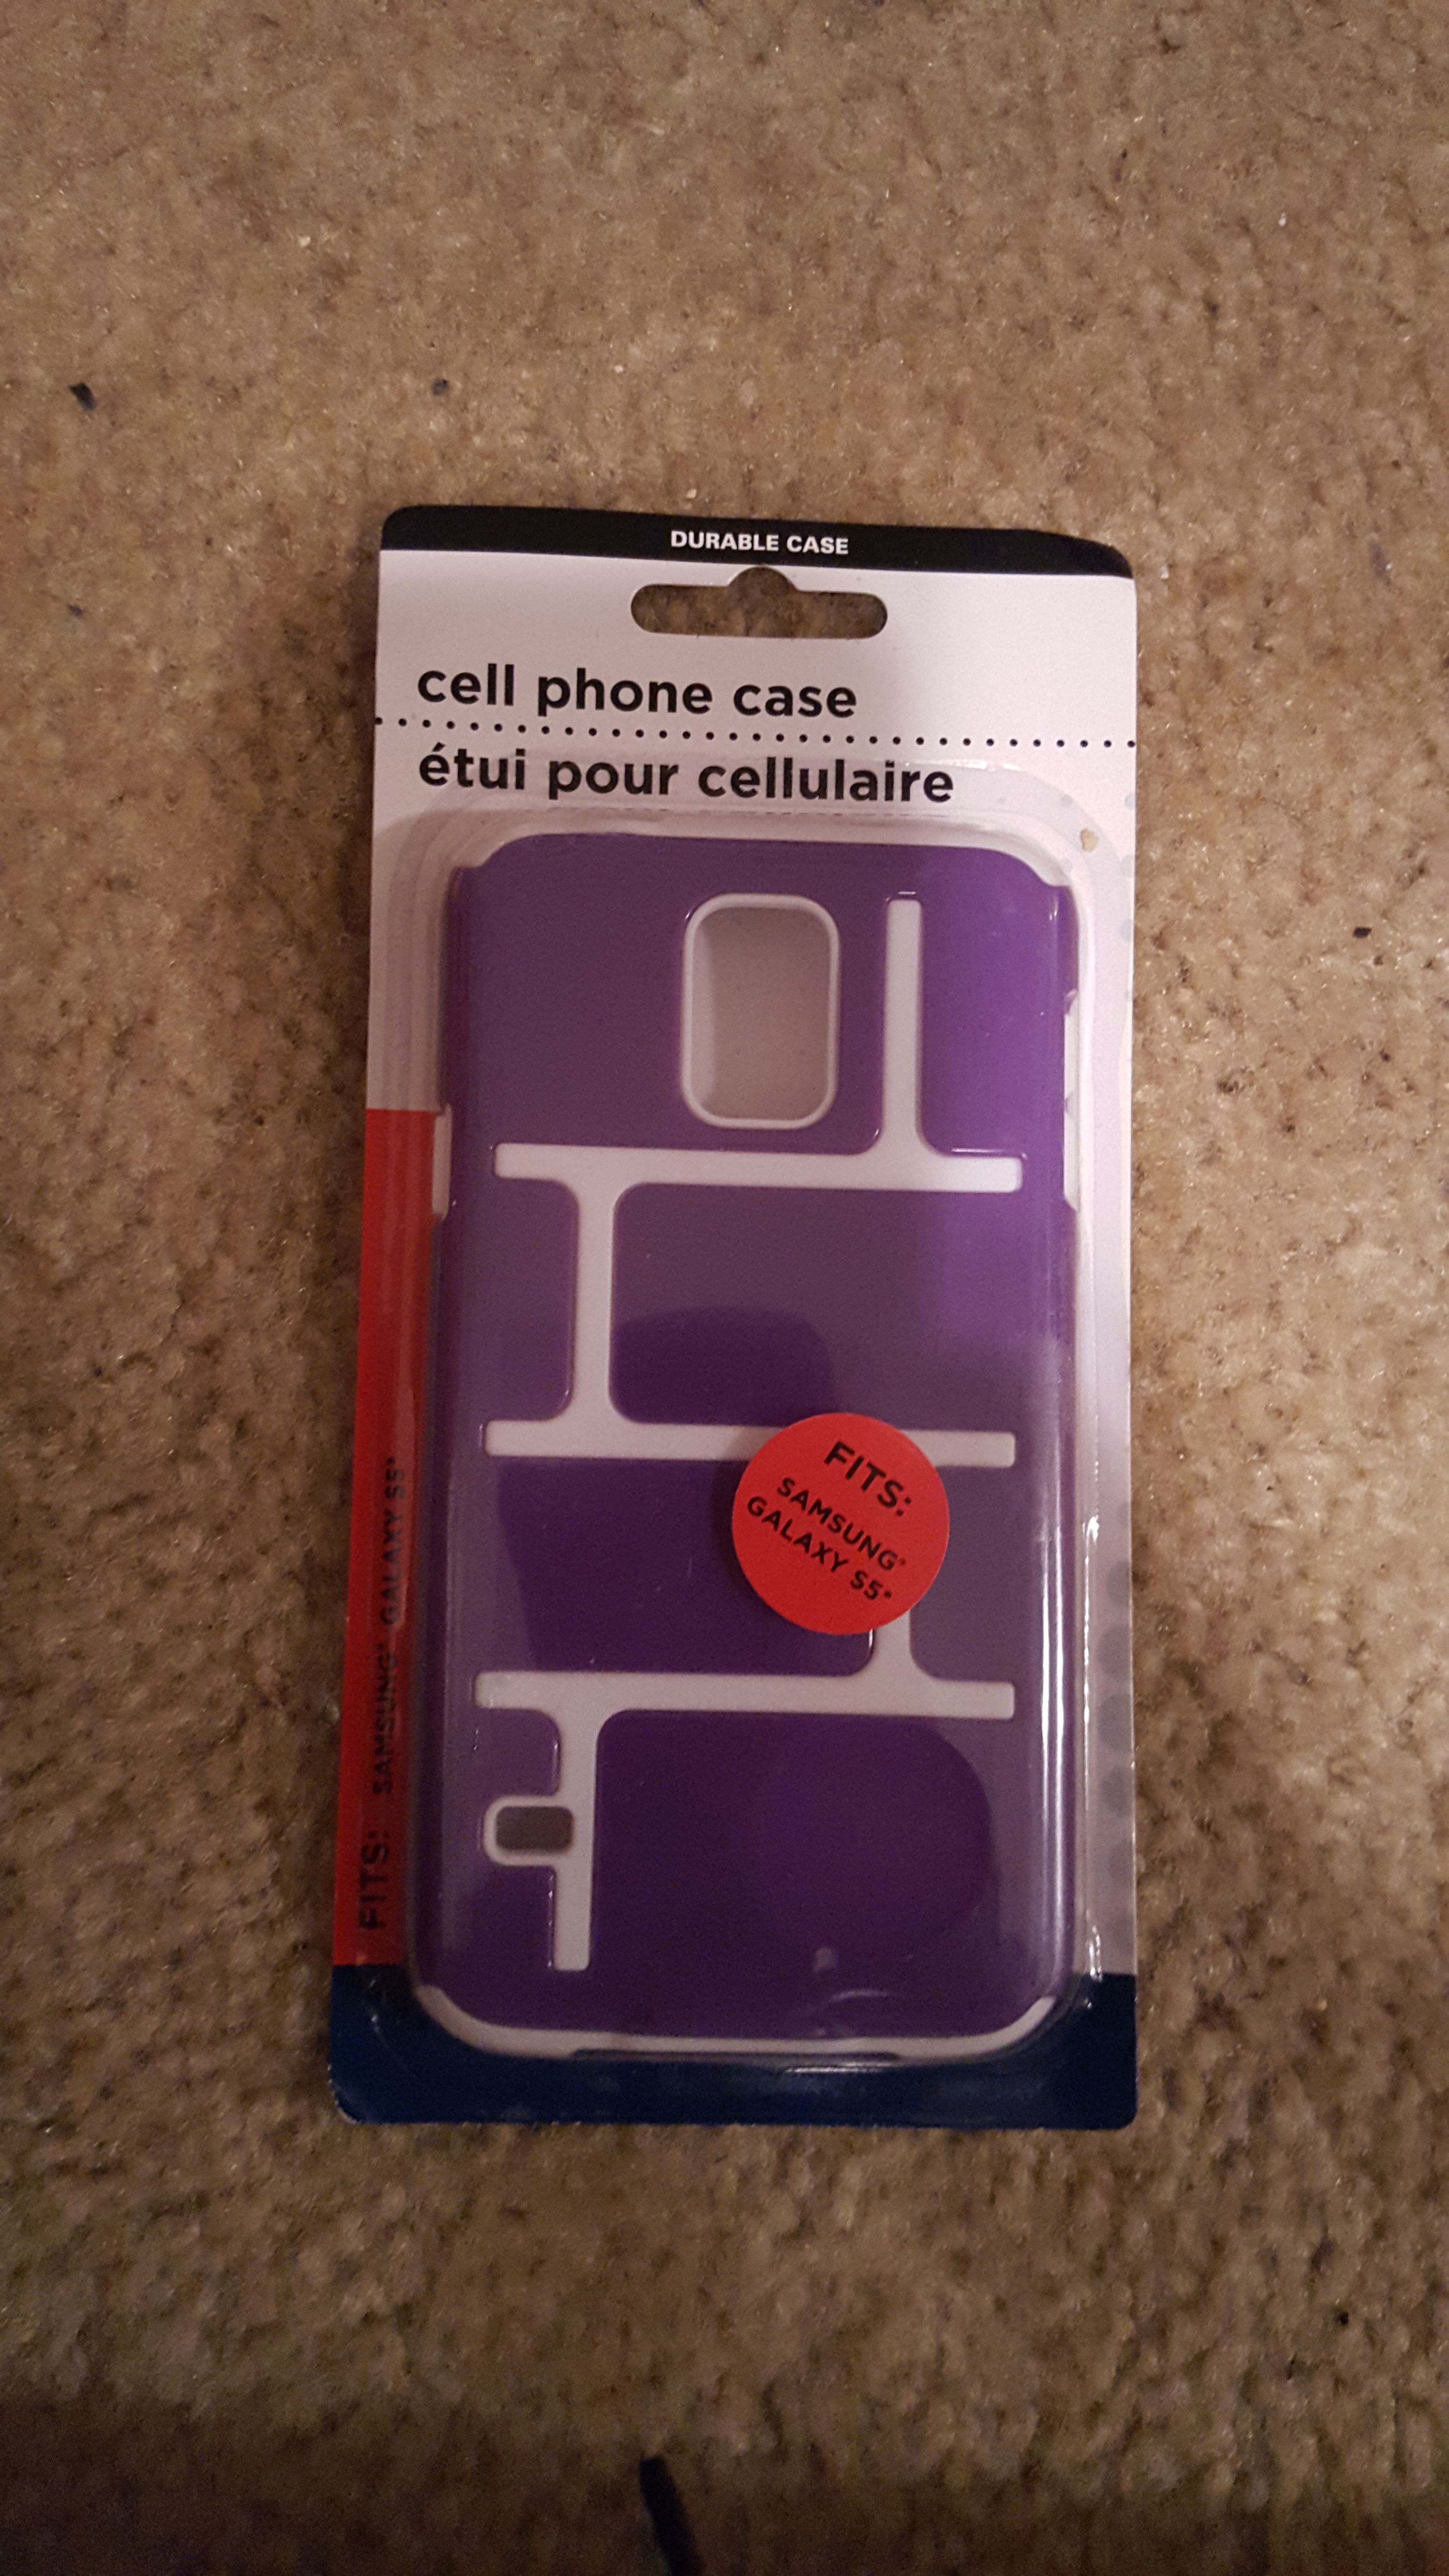 DURABLE CASE
cell phone case
étui pour cellulaire
FITS:
SAMSUNG®
GALAXY S5®
FITS: SAMSUNG® GALAXY S5®